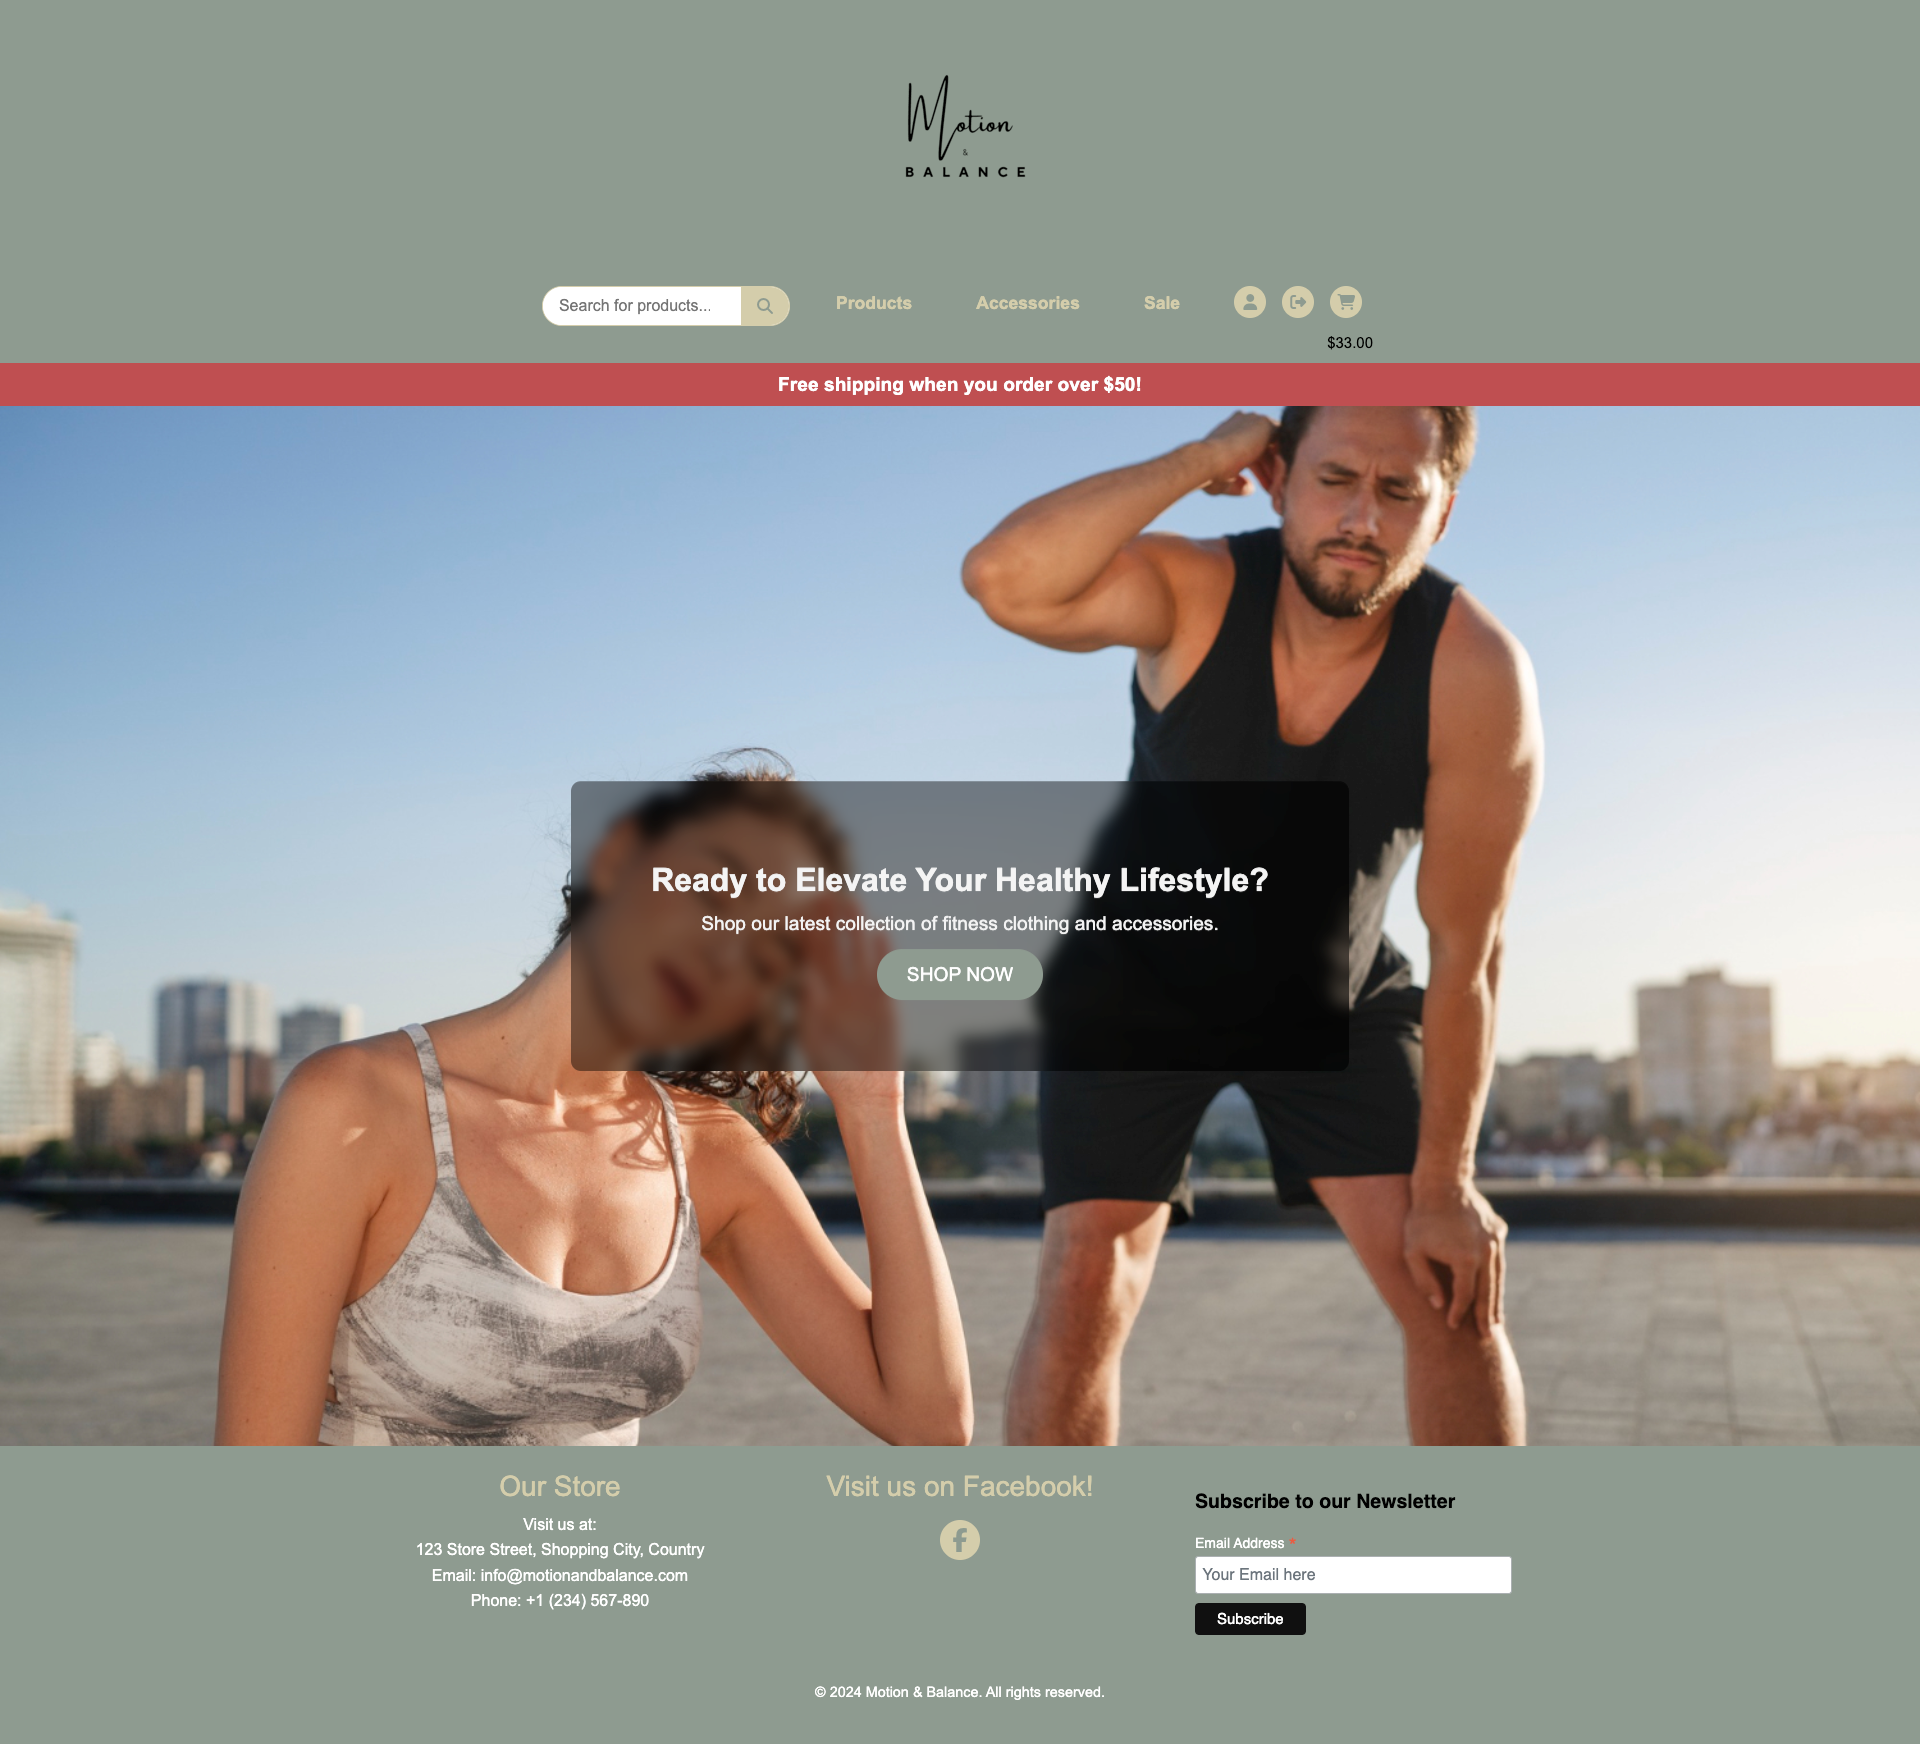 Motion
&
BALANCE
Search for products...
Products
Accessories
Sale
$33.00
Free shipping when you order over $50!
Ready to Elevate Your Healthy Lifestyle?
Shop our latest collection of fitness clothing and accessories.
SHOP NOW
Our Store
Visit us at:
123 Store Street, Shopping City, Country
Email: info@motionandbalance.com
Phone: +1 (234) 567-890
Visit us on Facebook!
Subscribe to our Newsletter
Email Address *
Your Email here
Subscribe
© 2024 Motion & Balance. All rights reserved.